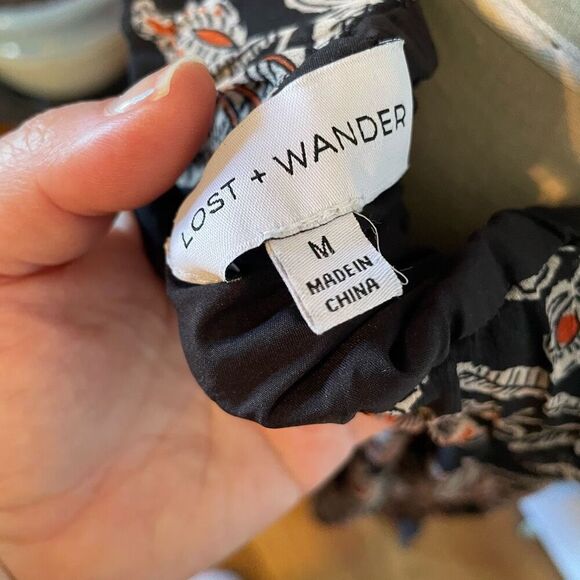 LOST + WANDER
M
MADE IN
CHINA